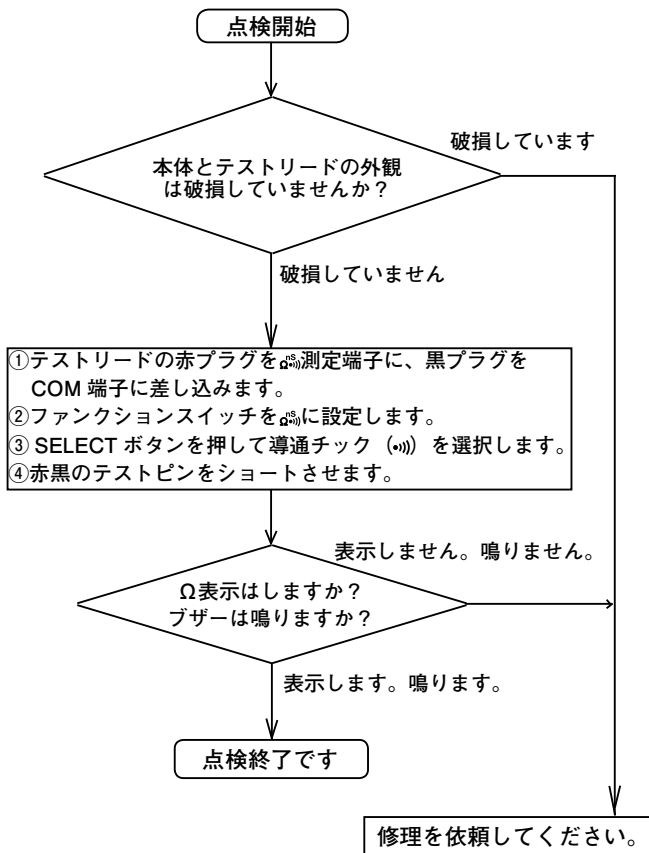 点検開始
本体とテストリードの外観
は破損していませんか？
破損しています
破損していません
①テストリードの赤プラグをΩnS•)))測定端子に、黒プラグを
COM 端子に差し込みます。
②ファンクションスイッチをΩnS•)))に設定します。
③ SELECT ボタンを押して導通チック（•)))）を選択します。
④赤黒のテストピンをショートさせます。
表示しません。鳴りません。
Ω表示はしますか？
ブザーは鳴りますか？
表示します。鳴ります。
点検終了です
修理を依頼してください。